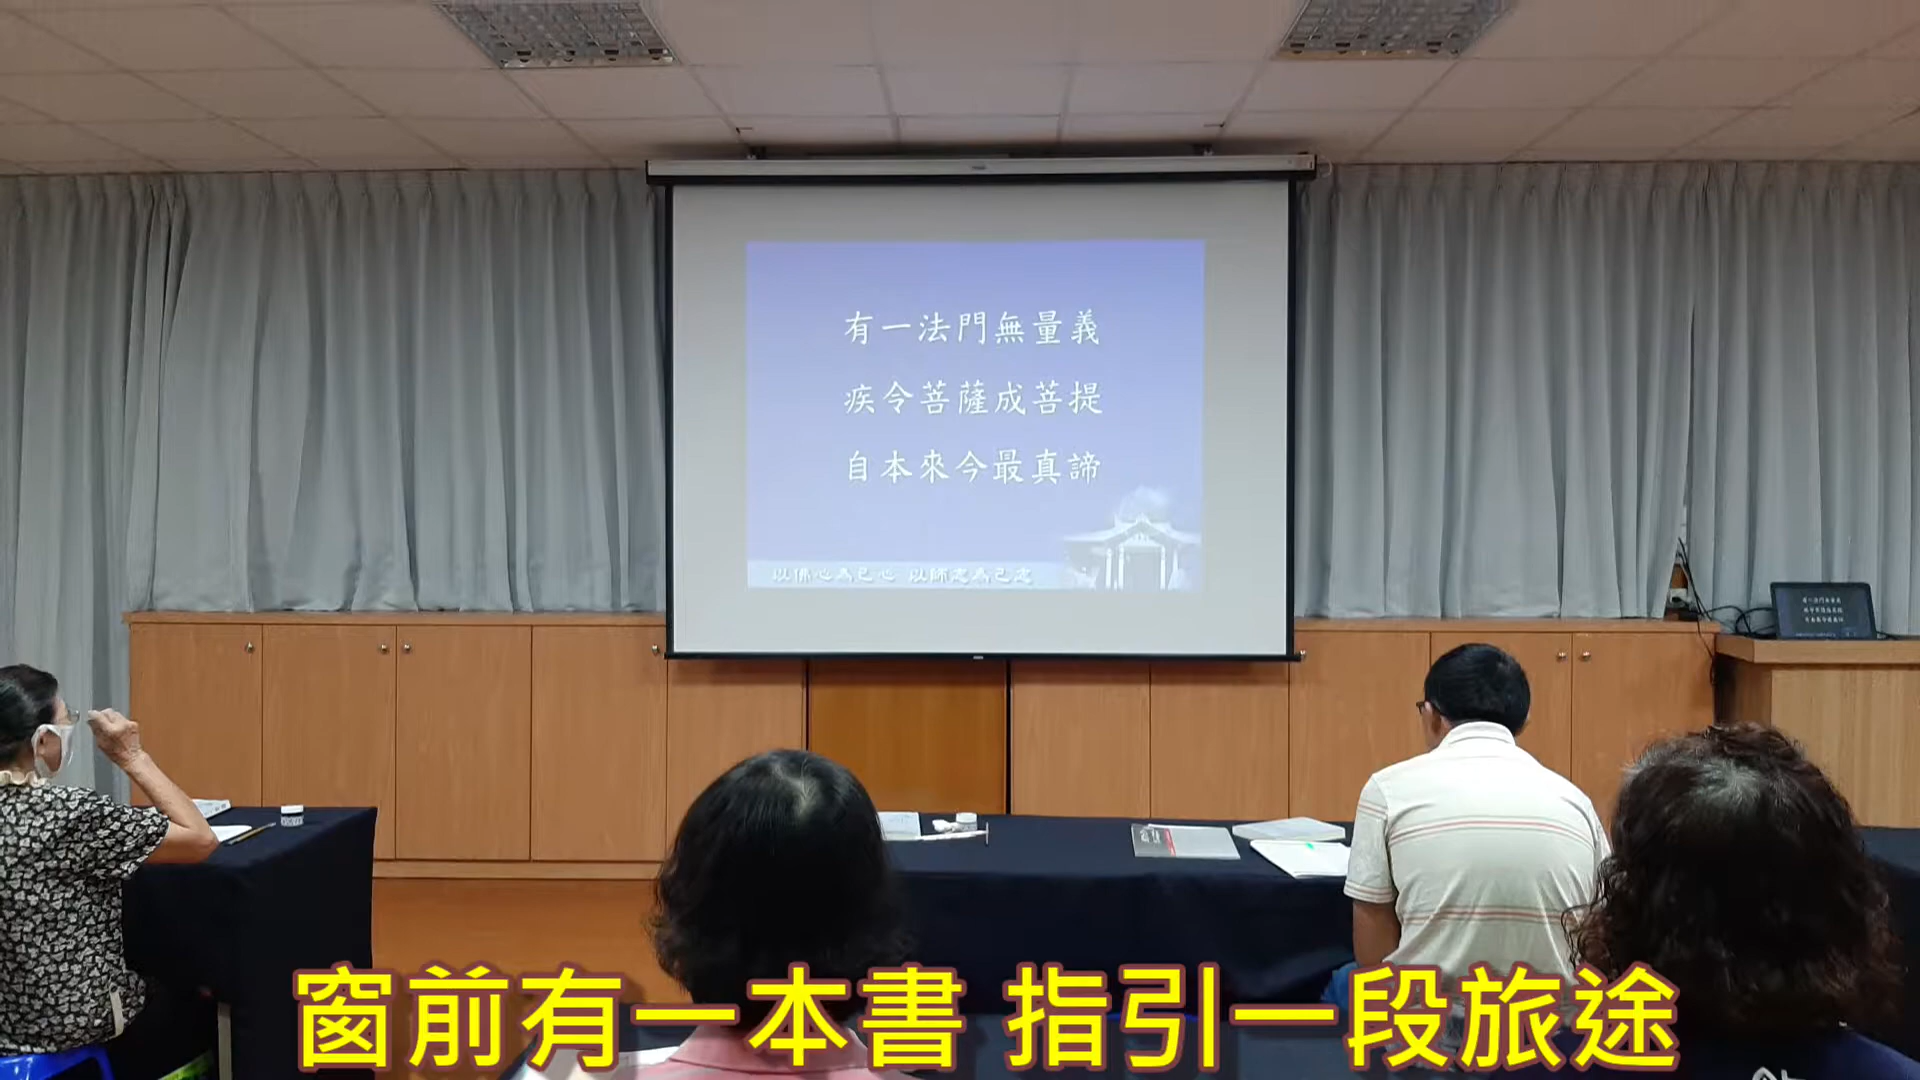 有一法門無量義
疾令菩薩成菩提
自本來今最真諦
以佛心為己心 以師志為己志
窗前有一本書 指引一段旅途